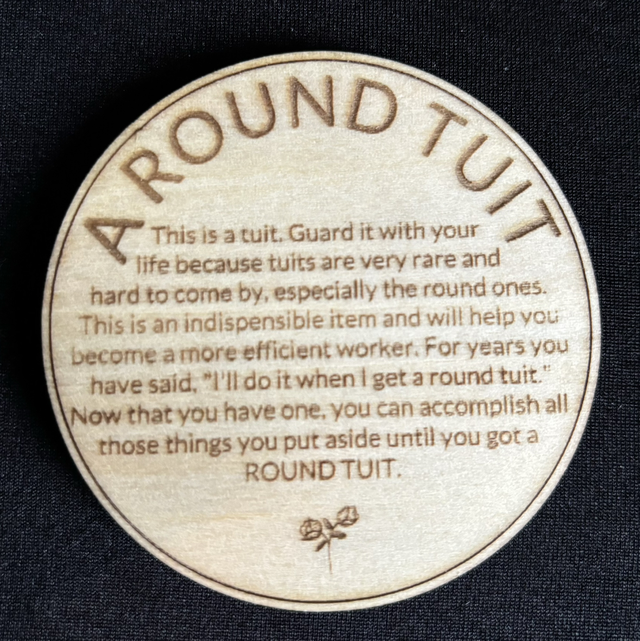 A ROUND TUIT
This is a tuit. Guard it with your
life because tuits are very rare and
hard to come by, especially the round ones.
This is an indispensible item and will help you
become a more efficient worker. For years you
have said, "I'll do it when I get a round tuit."
Now that you have one, you can accomplish all
those things you put aside until you got a
ROUND TUIT.